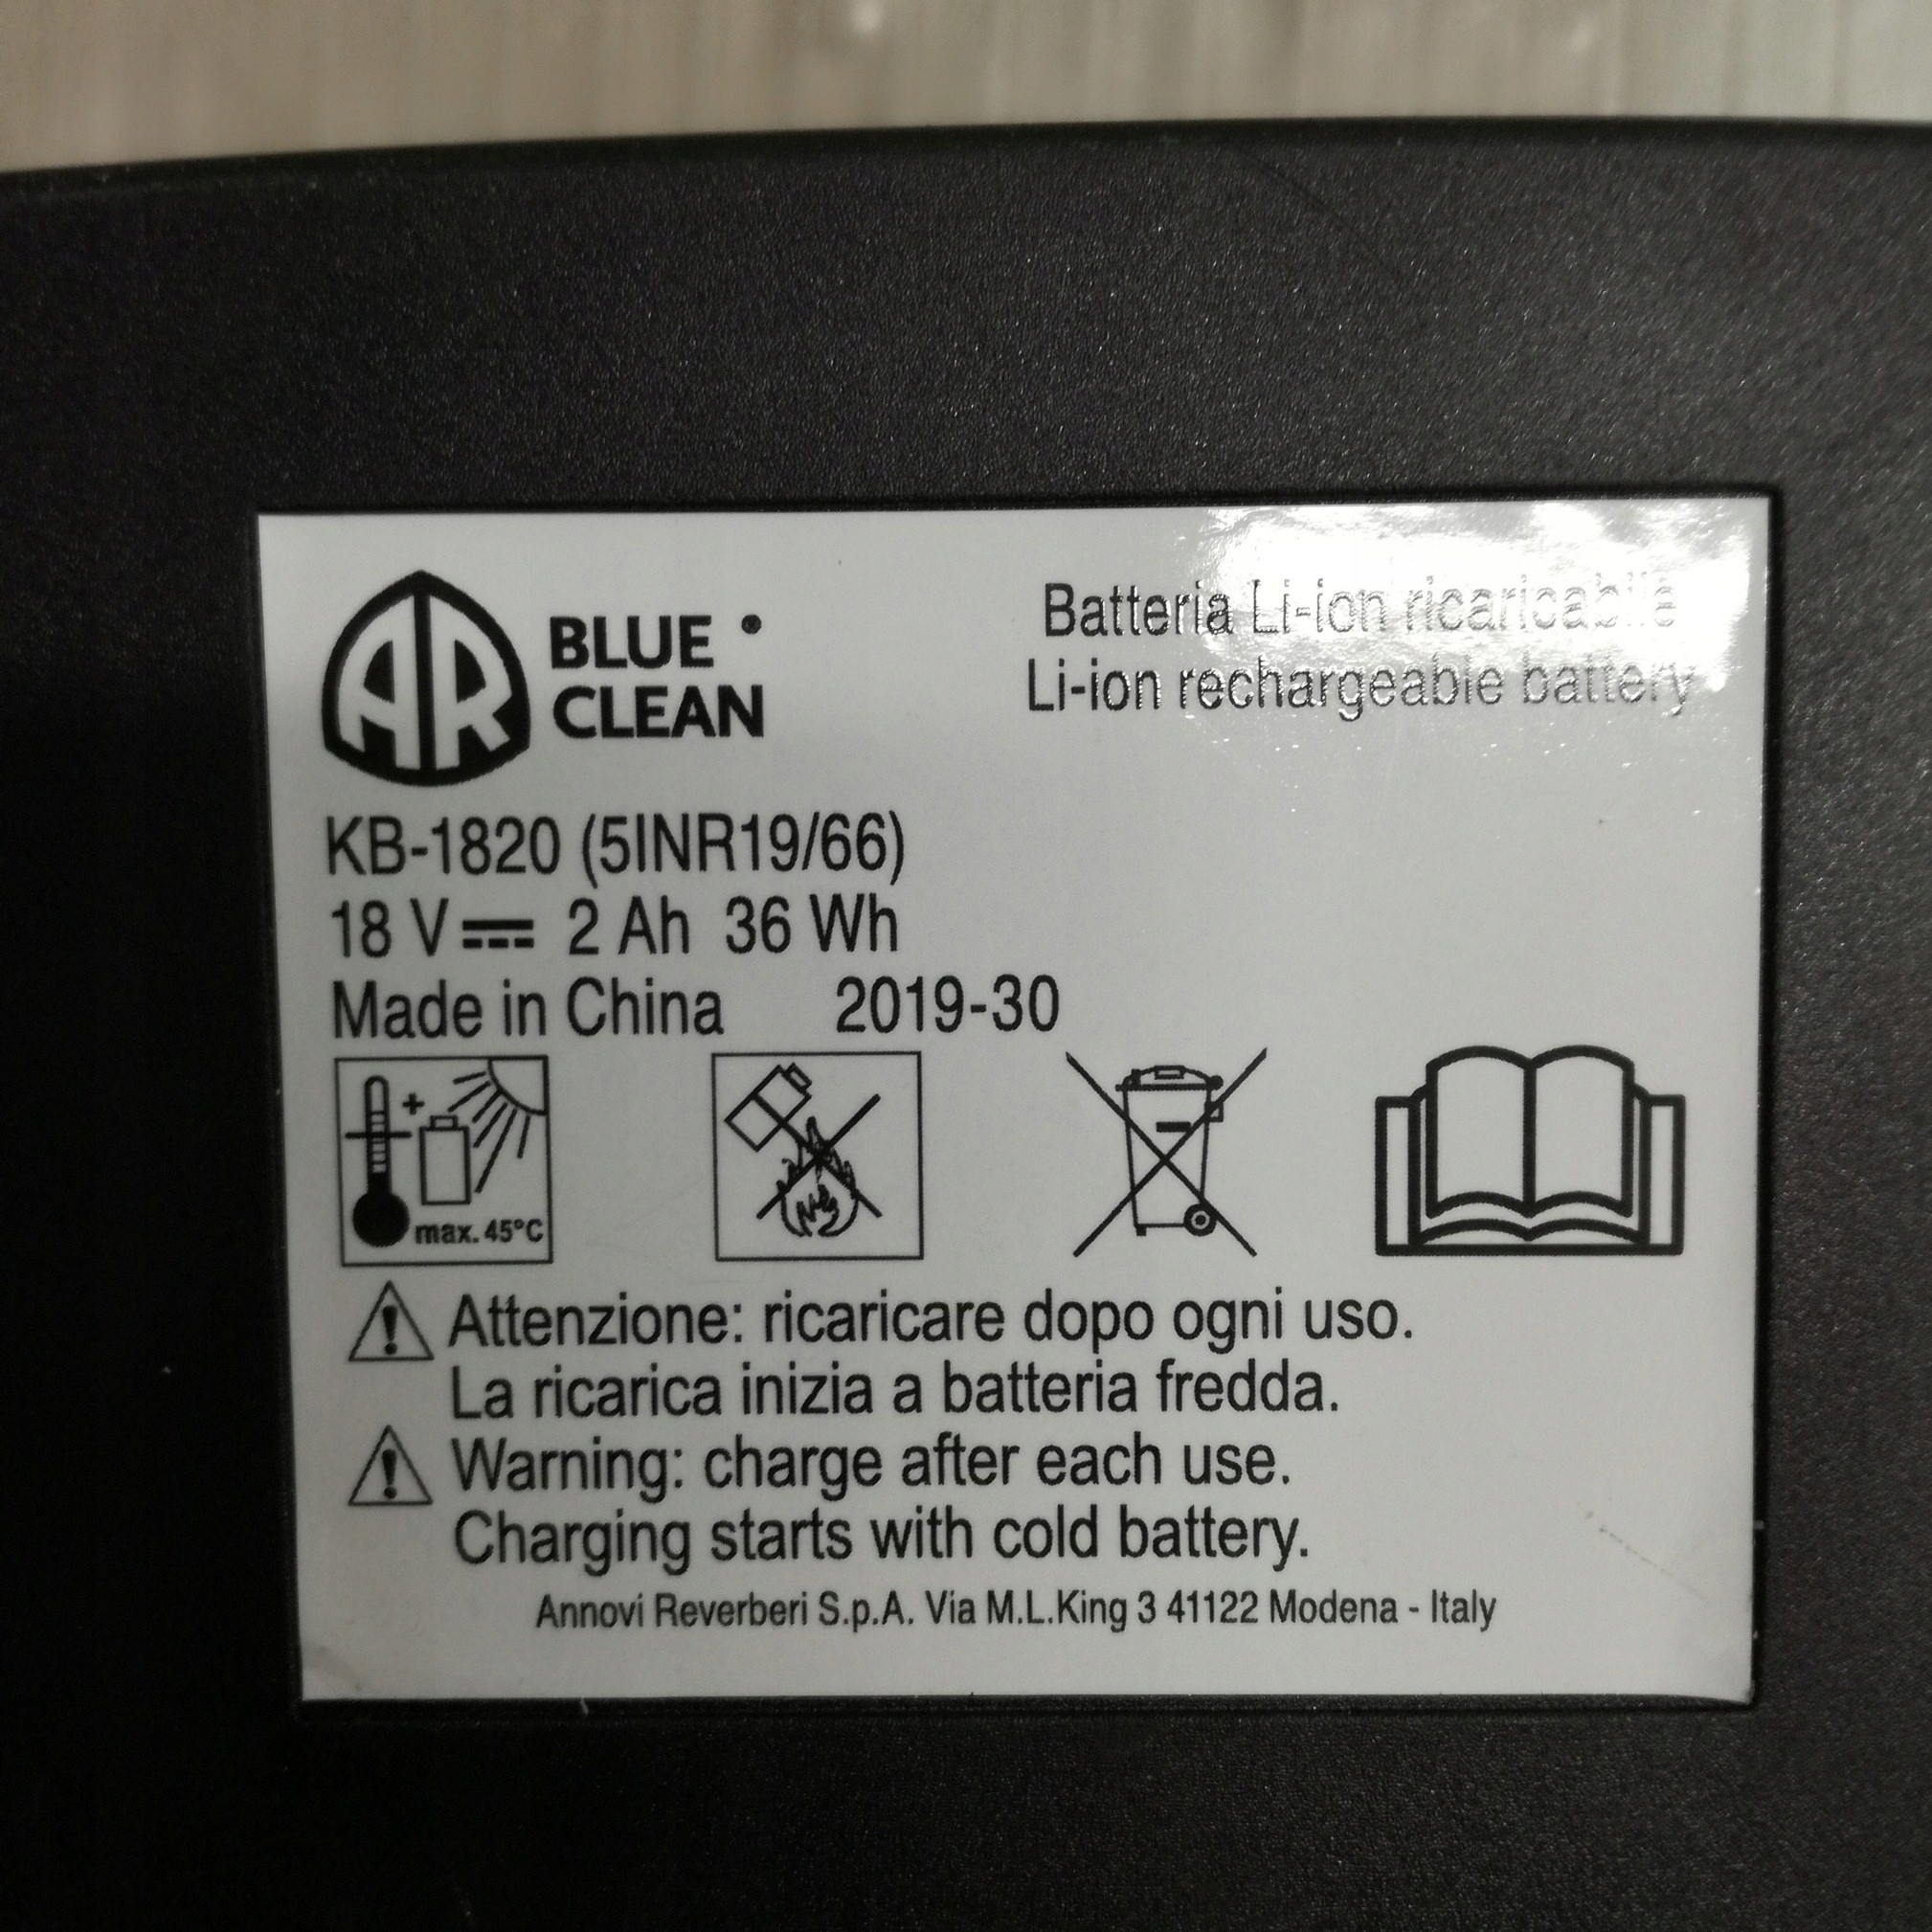 AR BLUE ®
CLEAN
Batteria Li-ion ricaricabile
Li-ion rechargeable battery
KB-1820 (5INR19/66)
18 V⎓ 2 Ah 36 Wh
Made in China 2019-30
+
max. 45°C
Attenzione: ricaricare dopo ogni uso.
La ricarica inizia a batteria fredda.
Warning: charge after each use.
Charging starts with cold battery.
Annovi Reverberi S.p.A. Via M.L.King 3 41122 Modena - Italy